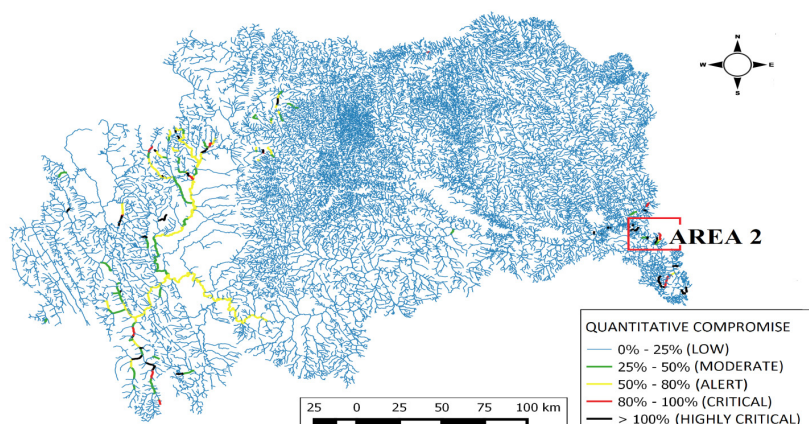 N
W E
S
AREA 2
QUANTITATIVE COMPROMISE
0% - 25% (LOW)
25% - 50% (MODERATE)
50% - 80% (ALERT)
80% - 100% (CRITICAL)
> 100% (HIGHLY CRITICAL)
25 0 25 50 75 100 km